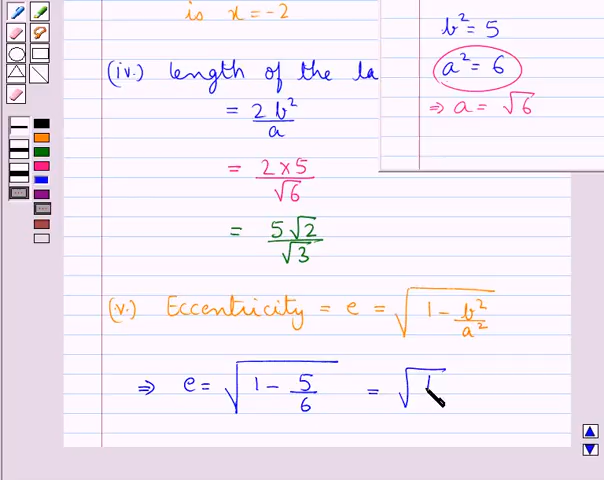 is x = -2
b² = 5
a² = 6
⇒ a = √6
(iv.) length of the la
= 2b²/a
= 2×5/√6
= 5√2/√3
(v.) Eccentricity = e = √(1 - b²/a²)
⇒ e = √(1 - 5/6) = √1